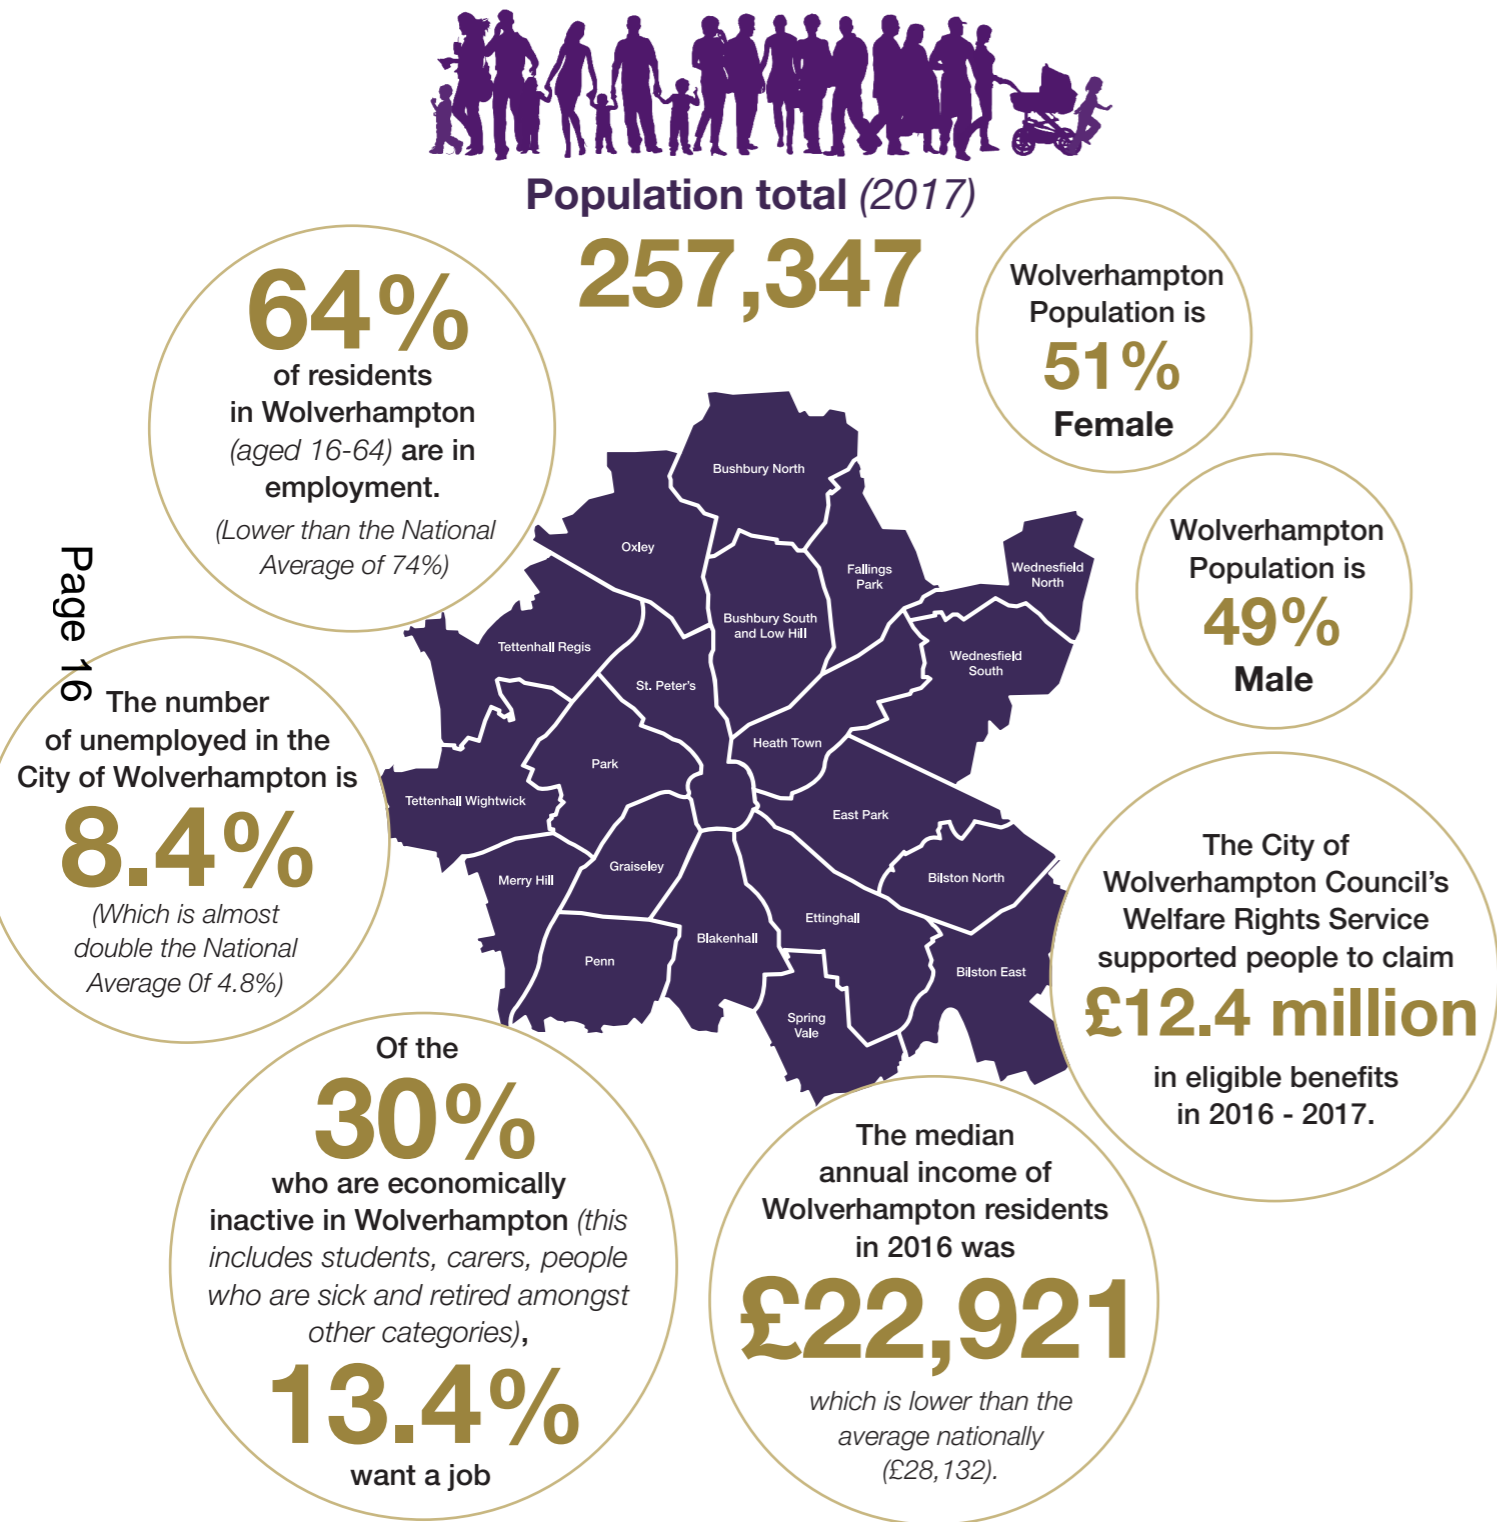 Population total (2017)
257,347
64%
of residents
in Wolverhampton
(aged 16-64) are in
employment.
(Lower than the National
Average of 74%)
Wolverhampton
Population is
51%
Female
Wolverhampton
Population is
49%
Male
Page 16
The number
of unemployed in the
City of Wolverhampton is
8.4%
(Which is almost
double the National
Average 0f 4.8%)
Bushbury North
Oxley
Fallings
Park
Wednesfield
North
Bushbury South
and Low Hill
Tettenhall Regis
Wednesfield
South
St. Peter's
Heath Town
Park
Tettenhall Wightwick
East Park
Graiseley
Merry Hill
Bilston North
Ettinghall
Blakenhall
Penn
Bilston East
Spring
Vale
The City of
Wolverhampton Council's
Welfare Rights Service
supported people to claim
£12.4 million
in eligible benefits
in 2016 - 2017.
Of the
30%
who are economically
inactive in Wolverhampton (this
includes students, carers, people
who are sick and retired amongst
other categories),
13.4%
want a job
The median
annual income of
Wolverhampton residents
in 2016 was
£22,921
which is lower than the
average nationally
(£28,132).